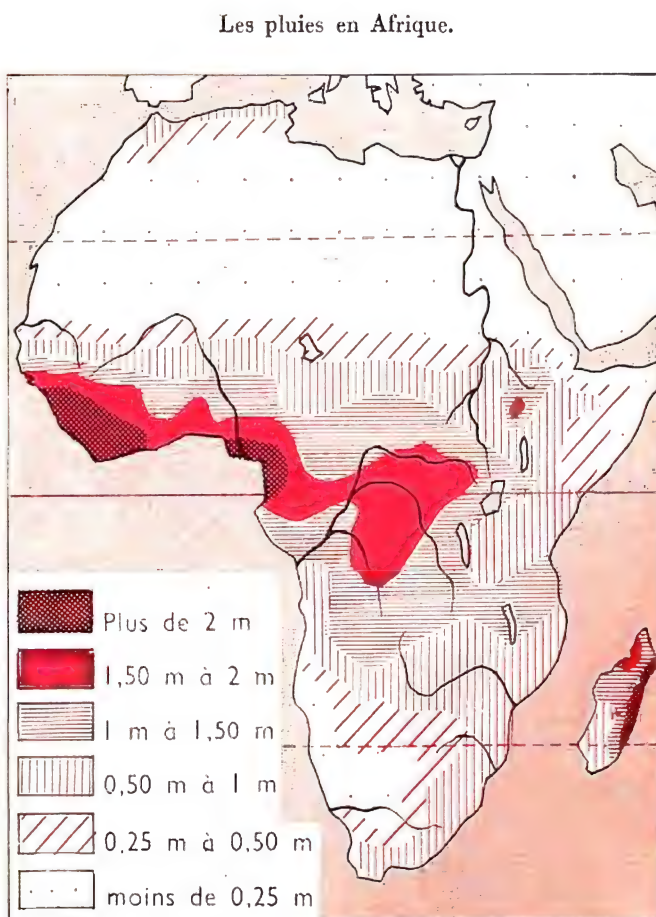 Les pluies en Afrique.
Plus de 2 m
1,50 m à 2 m
1 m à 1,50 m
0,50 m à 1 m
0,25 m à 0,50 m
moins de 0,25 m